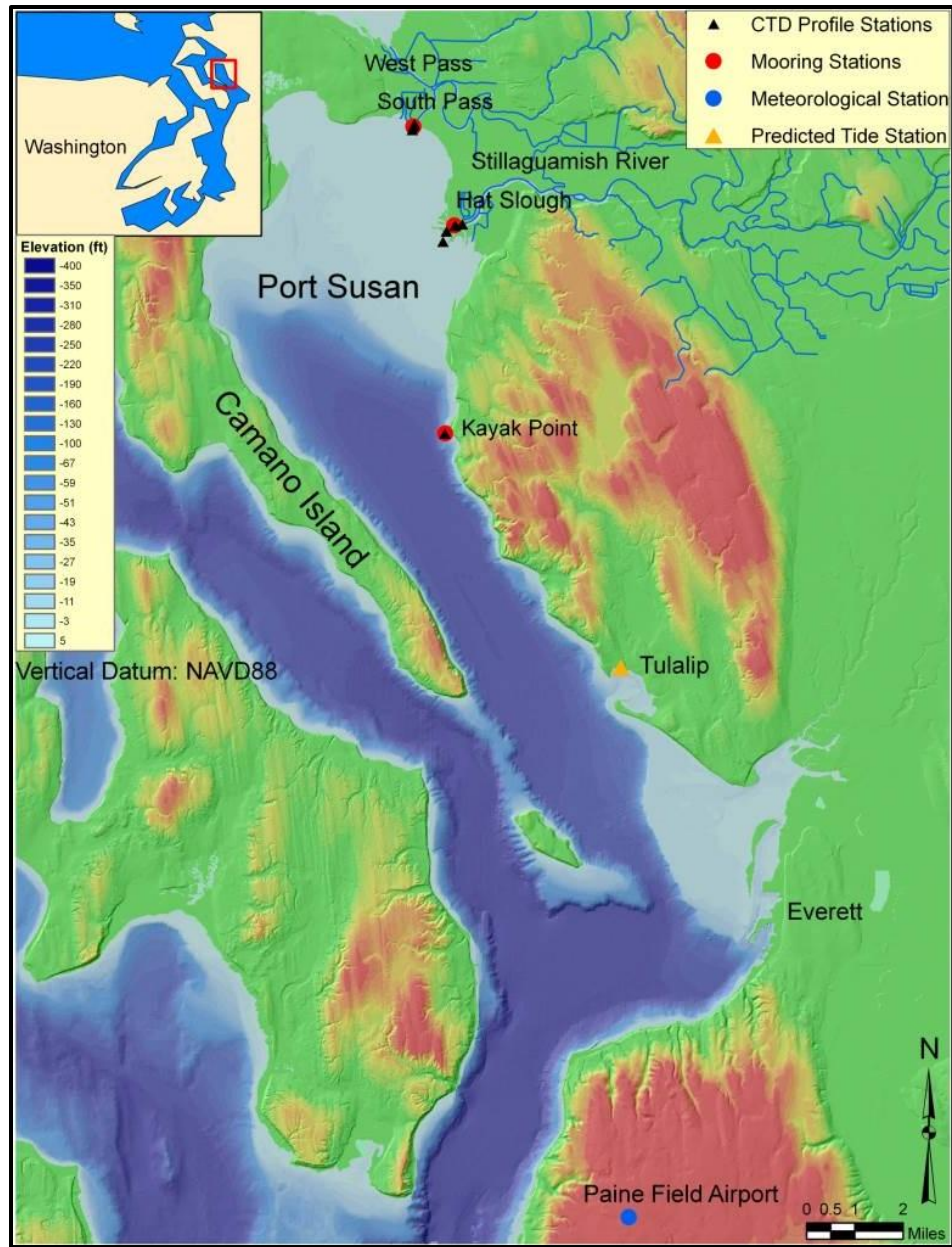 Washington
CTD Profile Stations
Mooring Stations
Meteorological Station
Predicted Tide Station
West Pass
South Pass
Stillaguamish River
Hat Slough
Elevation (ft)
-400
-350
-310
-280
-250
-220
-190
-160
-130
-100
-67
-59
-51
-43
-35
-27
-19
-11
-3
5
Vertical Datum: NAVD88
Port Susan
Camano Island
Kayak Point
Tulalip
Everett
Paine Field Airport
N
0 0.5 1 2
Miles